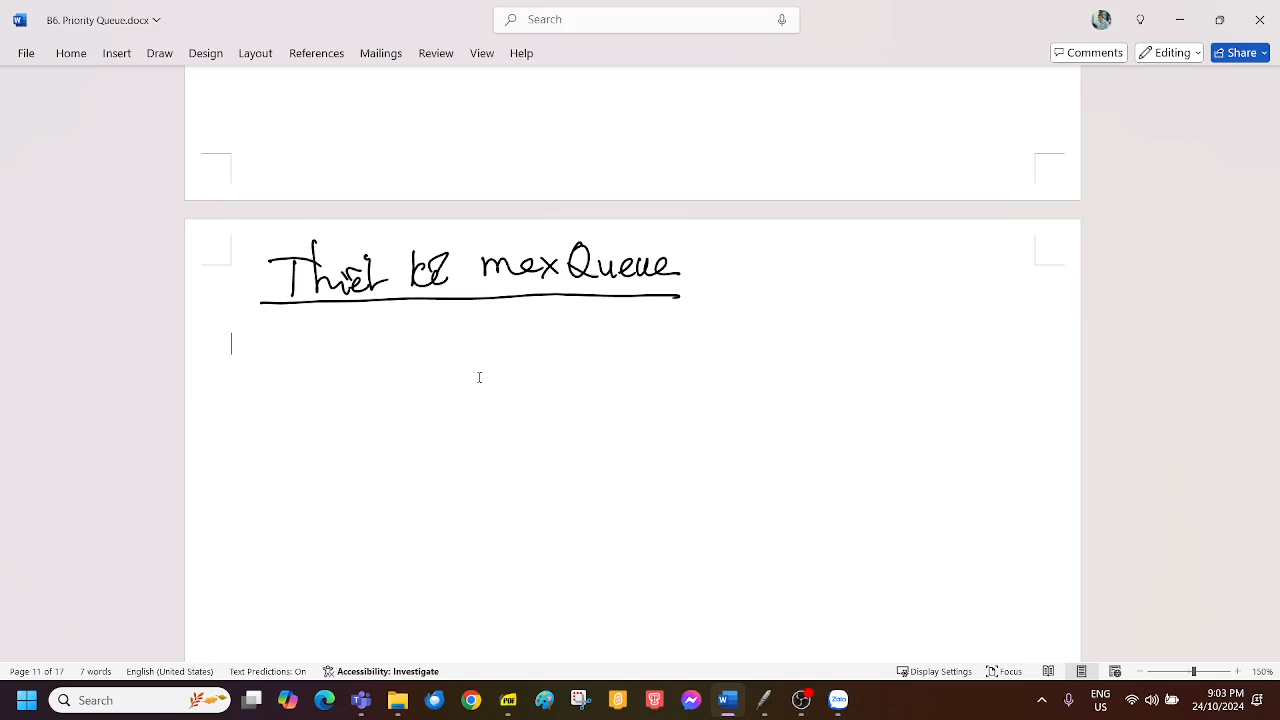 B6. Priority Queue.docx
Search
File Home Insert Draw Design Layout References Mailings Review View Help
Comments Editing Share
Thiết kế maxQueue
Page 11 of 17 7 words English (United States) Text Predictions: On Accessibility: Investigate Display Settings Focus 150%
Search PDF Zalo ENG US 9:03 PM 24/10/2024